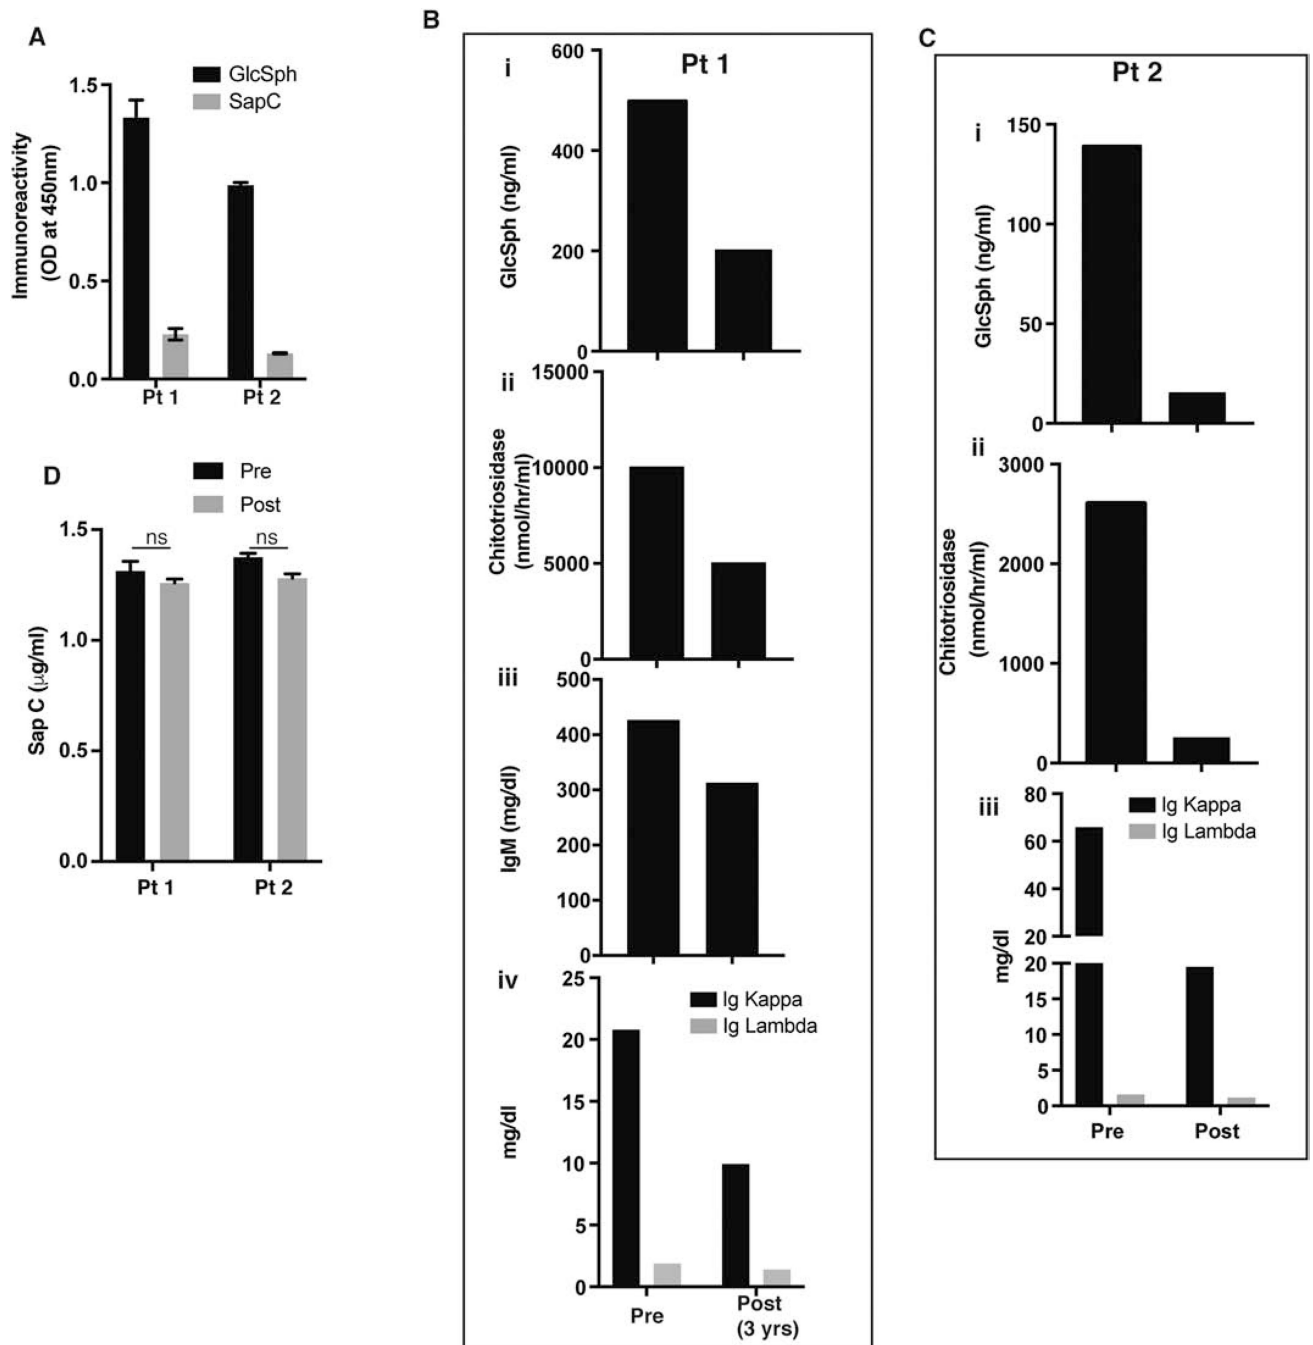 A
GlcSph
SapC
Immunoreactivity
(OD at 450nm)
1.5
1.0
0.5
0.0
Pt 1
Pt 2
D
Pre
Post
ns
ns
Sap C (μg/ml)
1.5
1.0
0.5
0.0
Pt 1
Pt 2
B
Pt 1
i
GlcSph (ng/ml)
600
400
200
0
ii
Chitotriosidase
(nmol/hr/ml)
15000
10000
5000
0
iii
IgM (mg/dl)
500
400
300
200
100
0
iv
Ig Kappa
Ig Lambda
mg/dl
25
20
15
10
5
0
Pre
Post
(3 yrs)
C
Pt 2
i
GlcSph (ng/ml)
150
100
50
0
ii
Chitotriosidase
(nmol/hr/ml)
3000
2000
1000
0
iii
Ig Kappa
Ig Lambda
mg/dl
80
60
40
20
20
15
10
5
0
Pre
Post